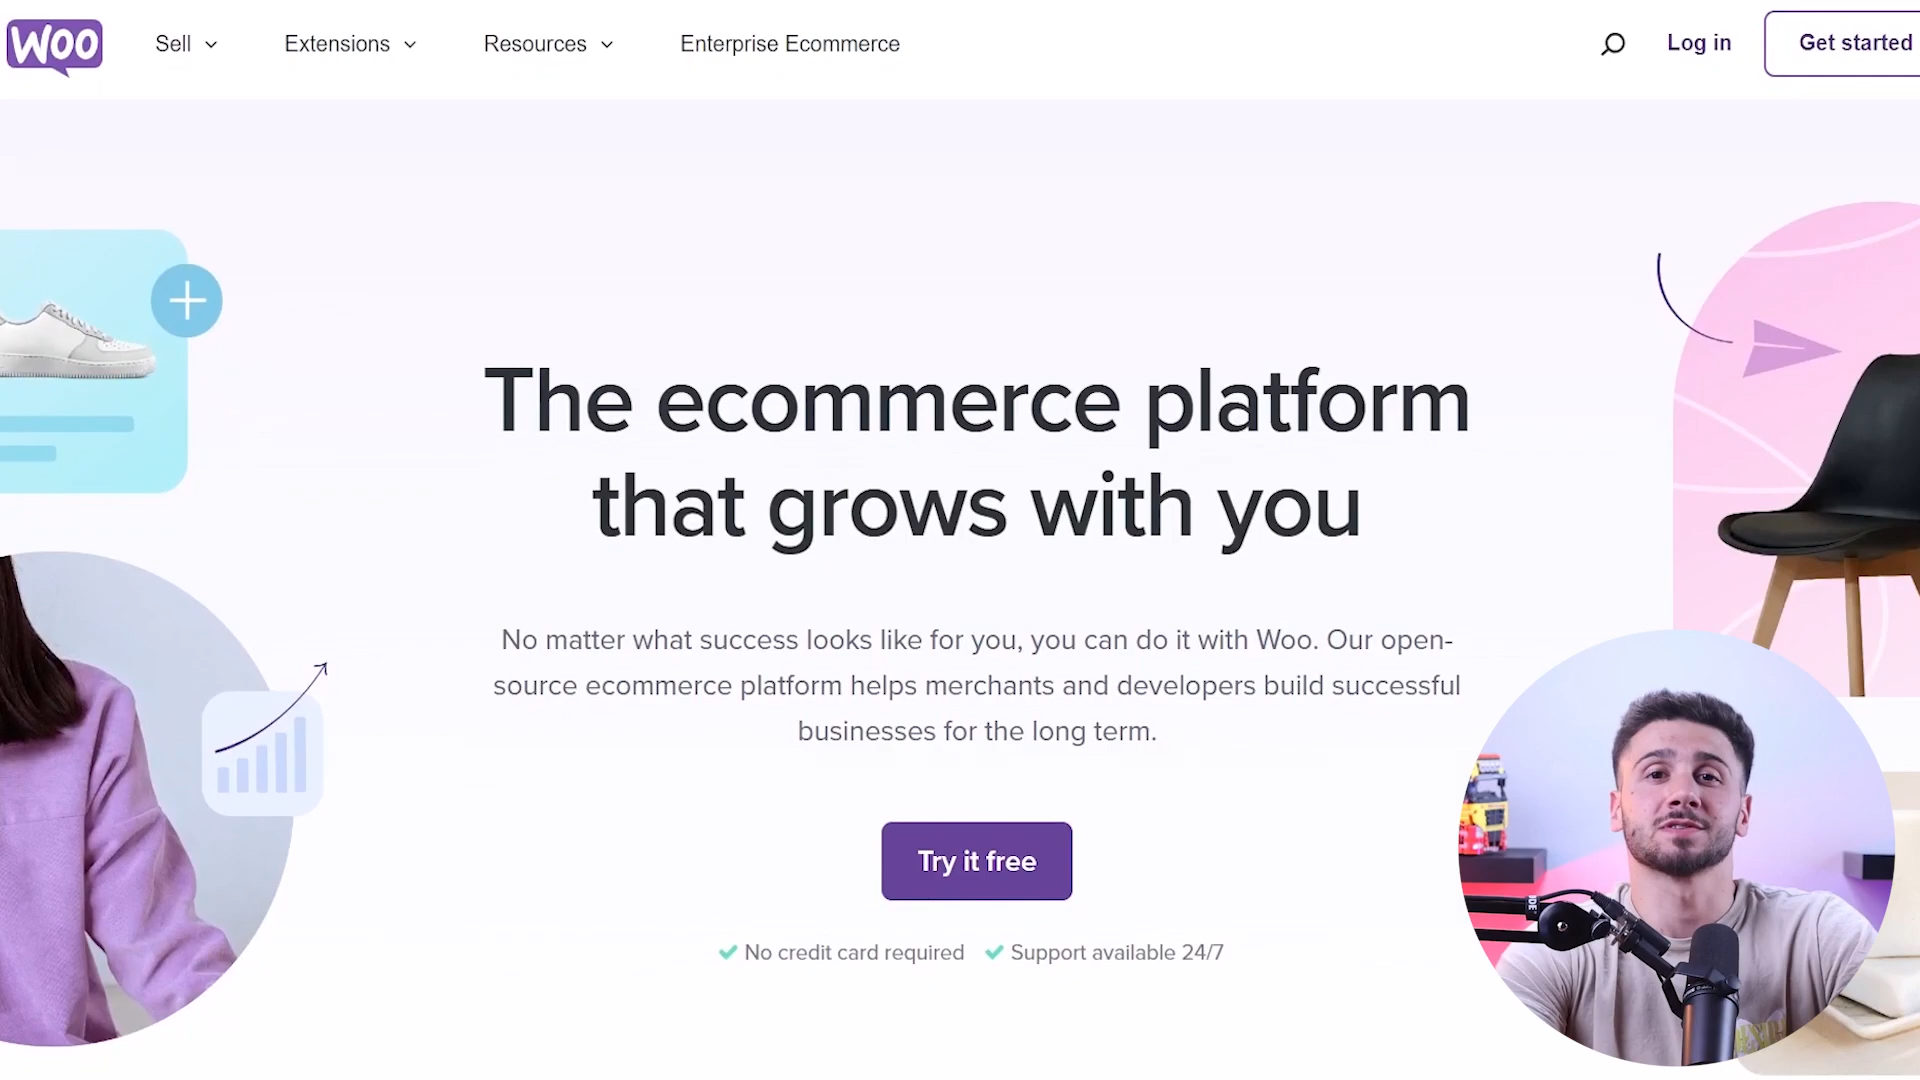 Woo
Sell
Extensions
Resources
Enterprise Ecommerce
Log in
Get started
The ecommerce platform
that grows with you
No matter what success looks like for you, you can do it with Woo. Our open-
source ecommerce platform helps merchants and developers build successful
businesses for the long term.
Try it free
No credit card required
Support available 24/7